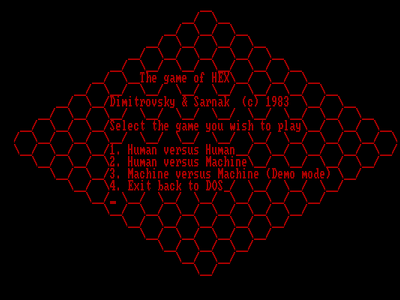 The game of HEX
Dimitrovsky & Sarnak (c) 1983
Select the game you wish to play
1. Human versus Human
2. Human versus Machine
3. Machine versus Machine (Demo mode)
4. Exit back to DOS